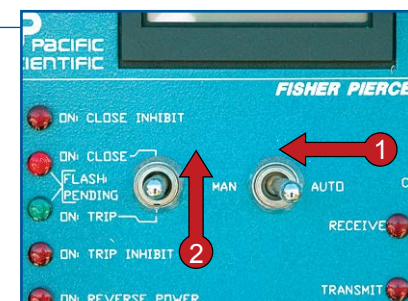 PACIFIC
IENTIFIC
FISHER PIERCE
ON: CLOSE INHIBIT
ON: CLOSE
FLASH:
PENDING
ON: TRIP
MAN
AUTO
1
2
RECEIVE
ON: TRIP INHIBIT
TRANSMIT
ON: REVERSE POWER